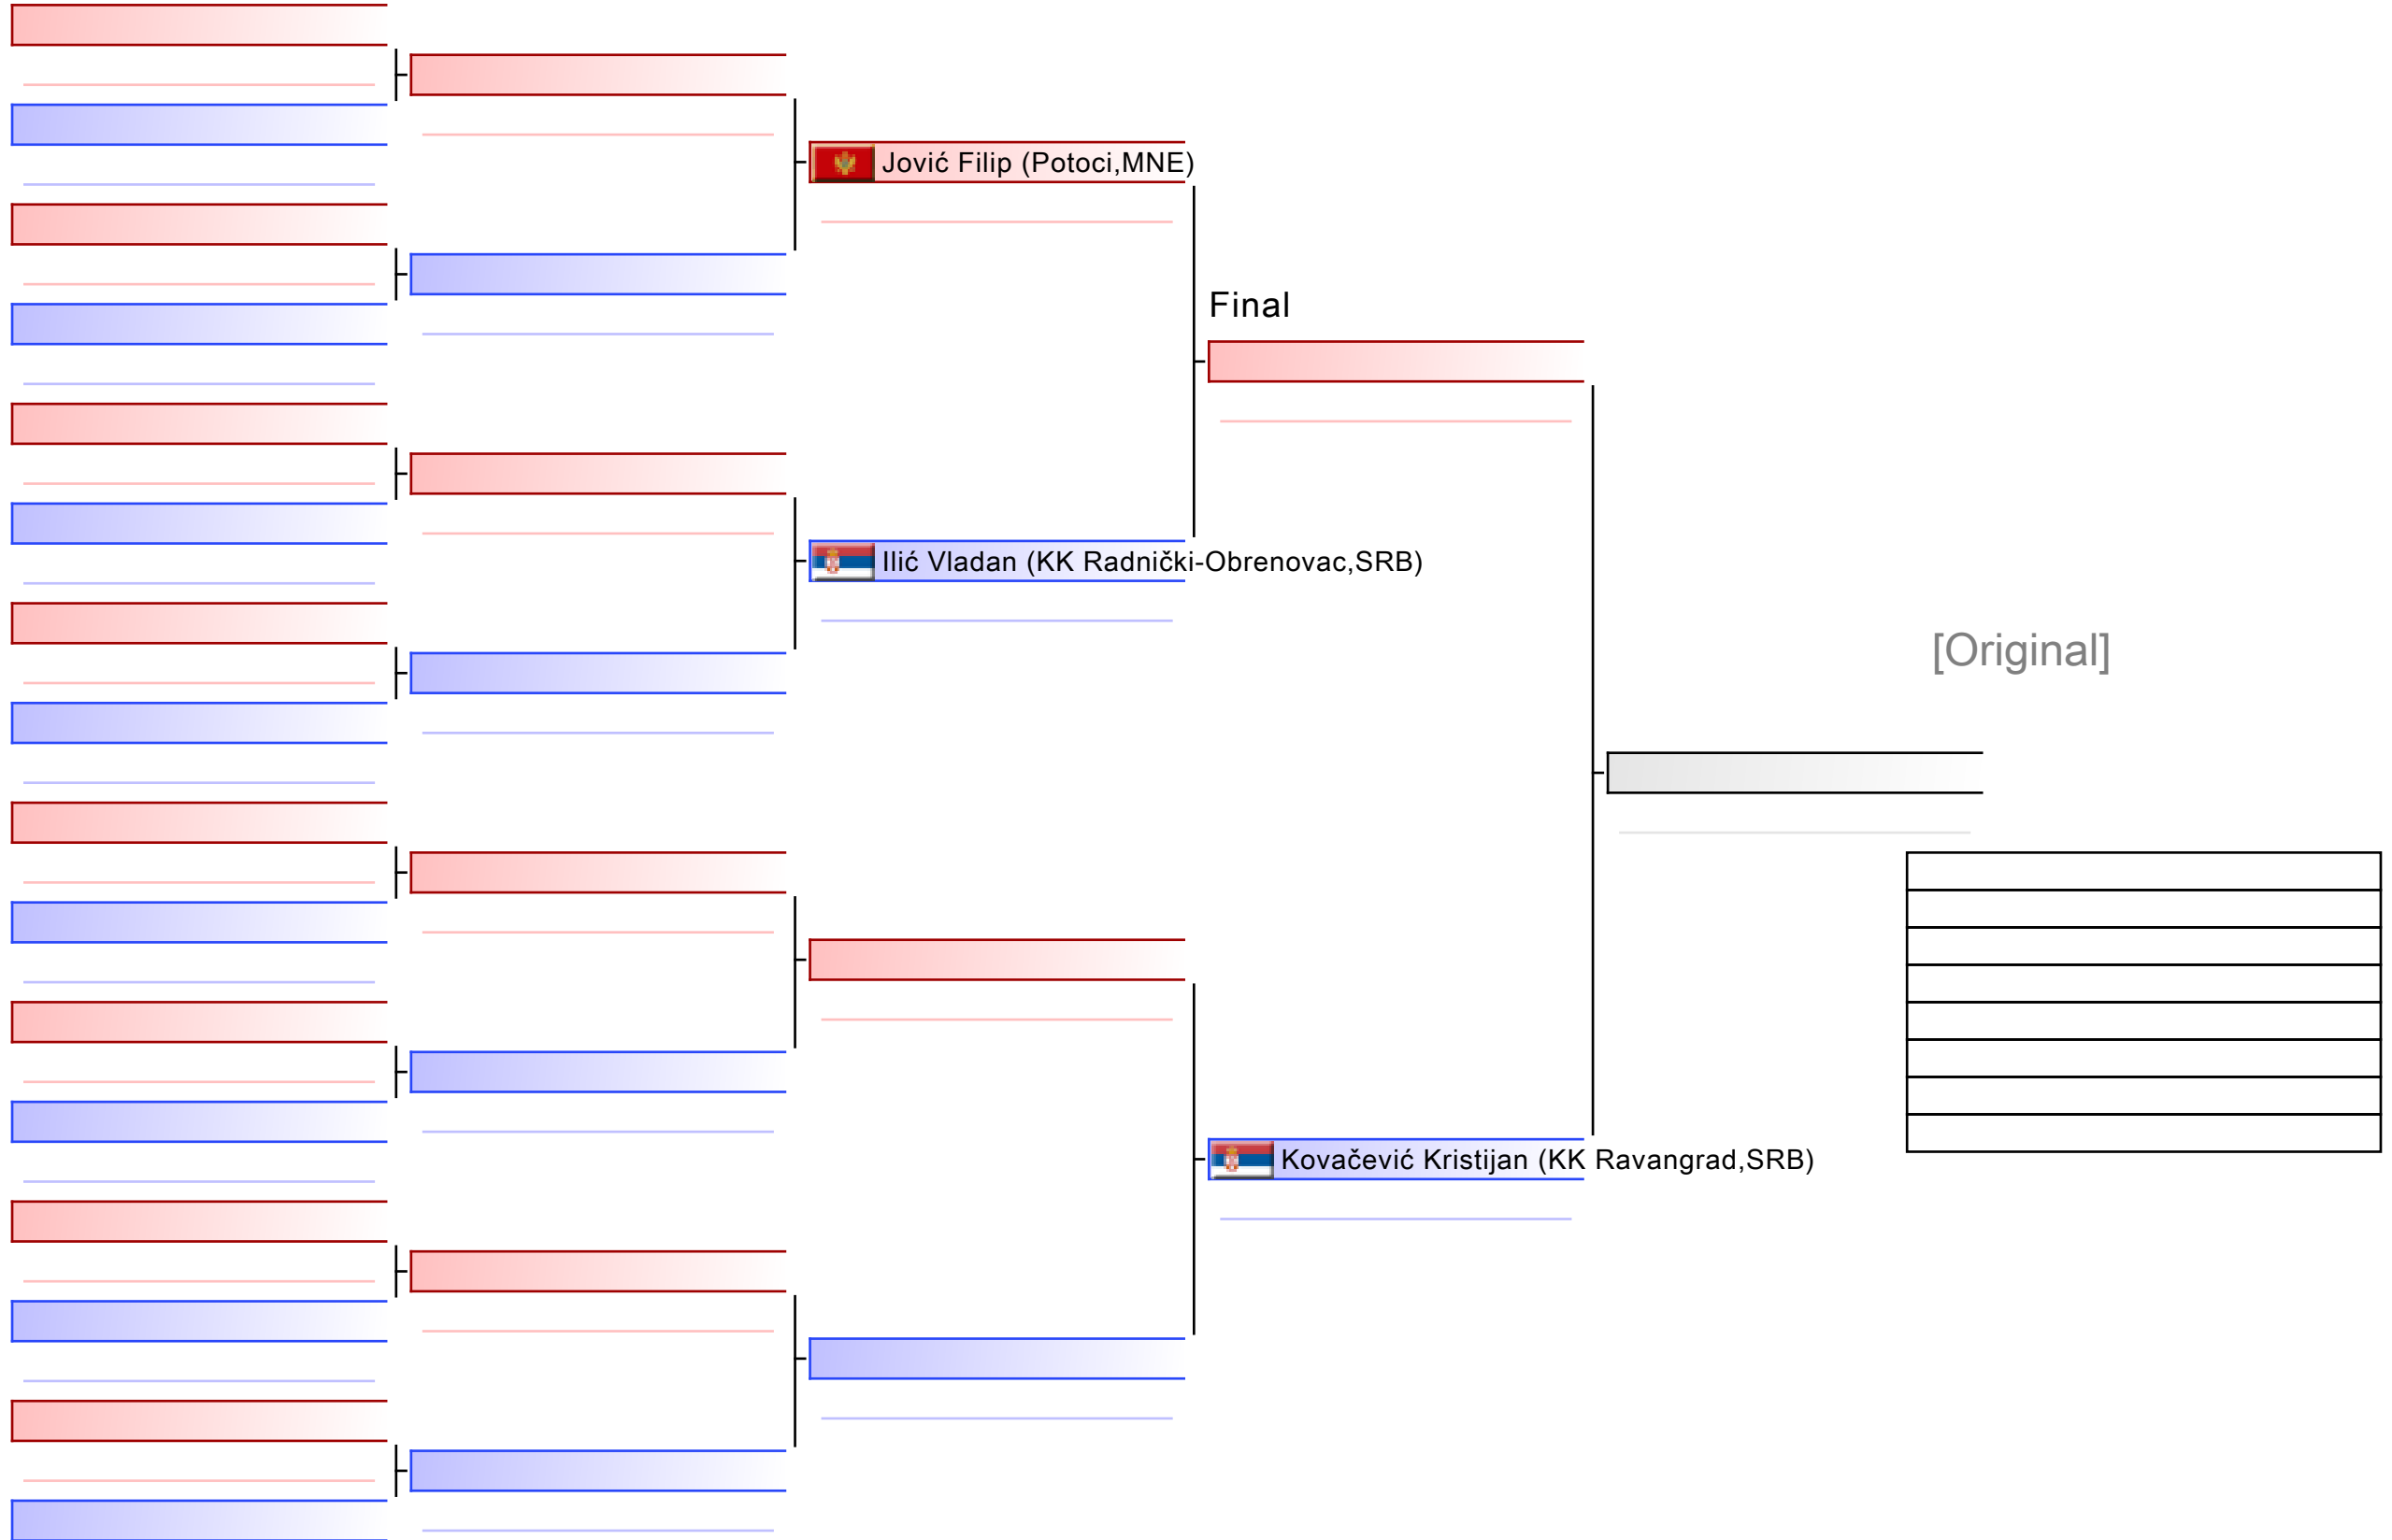 Jović Filip (Potoci,MNE)
Final
Ilić Vladan (KK Radnički-Obrenovac,SRB)
[Original]
Kovačević Kristijan (KK Ravangrad,SRB)